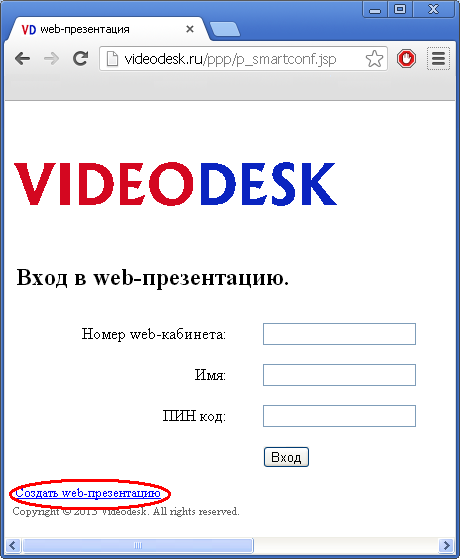 VD web-презентация
videodesk.ru/ppp/p_smartconf.jsp
VIDEODESK
Вход в web-презентацию.
Номер web-кабинета:
Имя:
ПИН код:
Вход
Создать web-презентацию
Copyright © 2013 Videodesk. All rights reserved.